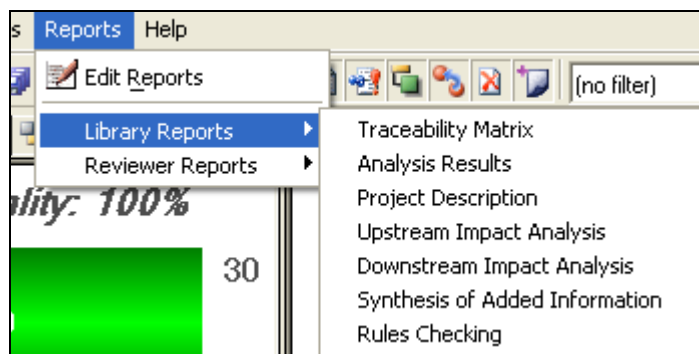 s Reports Help
Edit Reports
(no filter)
Library Reports
Traceability Matrix
Reviewer Reports
Analysis Results
ality: 100%
Project Description
Upstream Impact Analysis
30
Downstream Impact Analysis
Synthesis of Added Information
Rules Checking